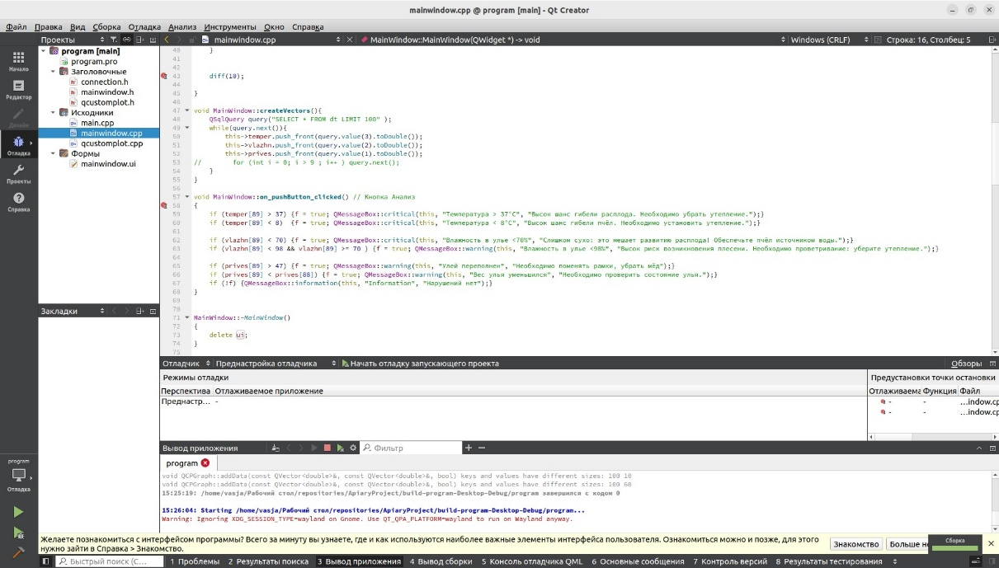 mainwindow.cpp @ program [main] - Qt Creator
Файл Правка Вид Сборка Отладка Анализ Инструменты Окно Справка
Проекты
mainwindow.cpp
MainWindow::MainWindow(QWidget *) -> void
Windows (CRLF)
Строка: 16, Столбец: 5
Начало
Редактор
Дизайн
Отладка
Проекты
Справка
program [main]
program.pro
Заголовочные
connection.h
mainwindow.h
qcustomplot.h
Исходники
main.cpp
mainwindow.cpp
qcustomplot.cpp
Формы
mainwindow.ui
Закладки
40 }
41
42
43 diff(10);
44
45 }
46
47 void MainWindow::createVectors(){
48 QSqlQuery query("SELECT * FROM dt LIMIT 100" );
49 while(query.next()){
50 this->temper.push_front(query.value(3).toDouble());
51 this->vlazhn.push_front(query.value(2).toDouble());
52 this->prives.push_front(query.value(1).toDouble());
53 // for (int i = 0; i > 9 ; i++ ) query.next();
54 }
55 }
56
57 void MainWindow::on_pushButton_clicked() // Кнопка Анализ
58 {
59 if (temper[89] > 37) {f = true; QMessageBox::critical(this, "Температура > 37°C", "Высок шанс гибели расплода. Необходимо убрать утепление.");}
60 if (temper[89] < 8) {f = true; QMessageBox::critical(this, "Температура < 8°C", "Высок шанс гибели пчёл. Необходимо установить утепление.");}
61
62 if (vlazhn[89] < 70) {f = true; QMessageBox::critical(this, "Влажность в улье <70%", "Слишком сухо: это мешает развитию расплода! Обеспечьте пчёл источником воды.");}
63 if (vlazhn[89] < 98 && vlazhn[89] >= 70 ) {f = true; QMessageBox::warning(this, "Влажность в улье <98%", "Высок риск возникновения плесени. Необходимо проветривание: уберите утепление.");}
64
65 if (prives[89] > 47) {f = true; QMessageBox::warning(this, "Улей переполнен", "Необходимо поменять рамки, убрать мёд");}
66 if (prives[89] < prives[88]) {f = true; QMessageBox::warning(this, "Вес улья уменьшился", "Необходимо проверить состояние улья.");}
67 if (!f) {QMessageBox::information(this, "Information", "Нарушений нет");}
68 }
69
70
71 MainWindow::~MainWindow()
72 {
73 delete ui;
74 }
75
Отладчик Преднастройка отладчика Начать отладку запускающего проекта Обзоры
Режимы отладки
Перспектива Отлаживаемое приложение
Преднастр... -
Предустановки точки остановки
Отлаживаема Функция Файл
- - ...indow.cp
- - ...indow.cp
Вывод приложения
Фильтр
program
void QCPGraph::addData(const QVector<double>&, const QVector<double>&, bool) keys and values have different sizes: 100 10
void QCPGraph::addData(const QVector<double>&, const QVector<double>&, bool) keys and values have different sizes: 100 60
15:25:19: /home/vasja/Рабочий стол/repositories/ApiaryProject/build-program-Desktop-Debug/program завершился с кодом 0
15:26:04: Starting /home/vasja/Рабочий стол/repositories/ApiaryProject/build-program-Desktop-Debug/program...
Warning: Ignoring XDG_SESSION_TYPE=wayland on Gnome. Use QT_QPA_PLATFORM=wayland to run on Wayland anyway.
program
Отладка
Желаете познакомиться с интерфейсом программы? Всего за минуту вы узнаете, где и как используются наиболее важные элементы интерфейса пользователя. Ознакомиться можно и позже, для этого
нужно зайти в Справка > Знакомство.
Знакомство
Больше не
Сборка
Быстрый поиск (C...
1 Проблемы 2 Результаты поиска 3 Вывод приложения 4 Вывод сборки 5 Консоль отладчика QML 6 Основные сообщения 7 Контроль версий 8 Результаты тестирования